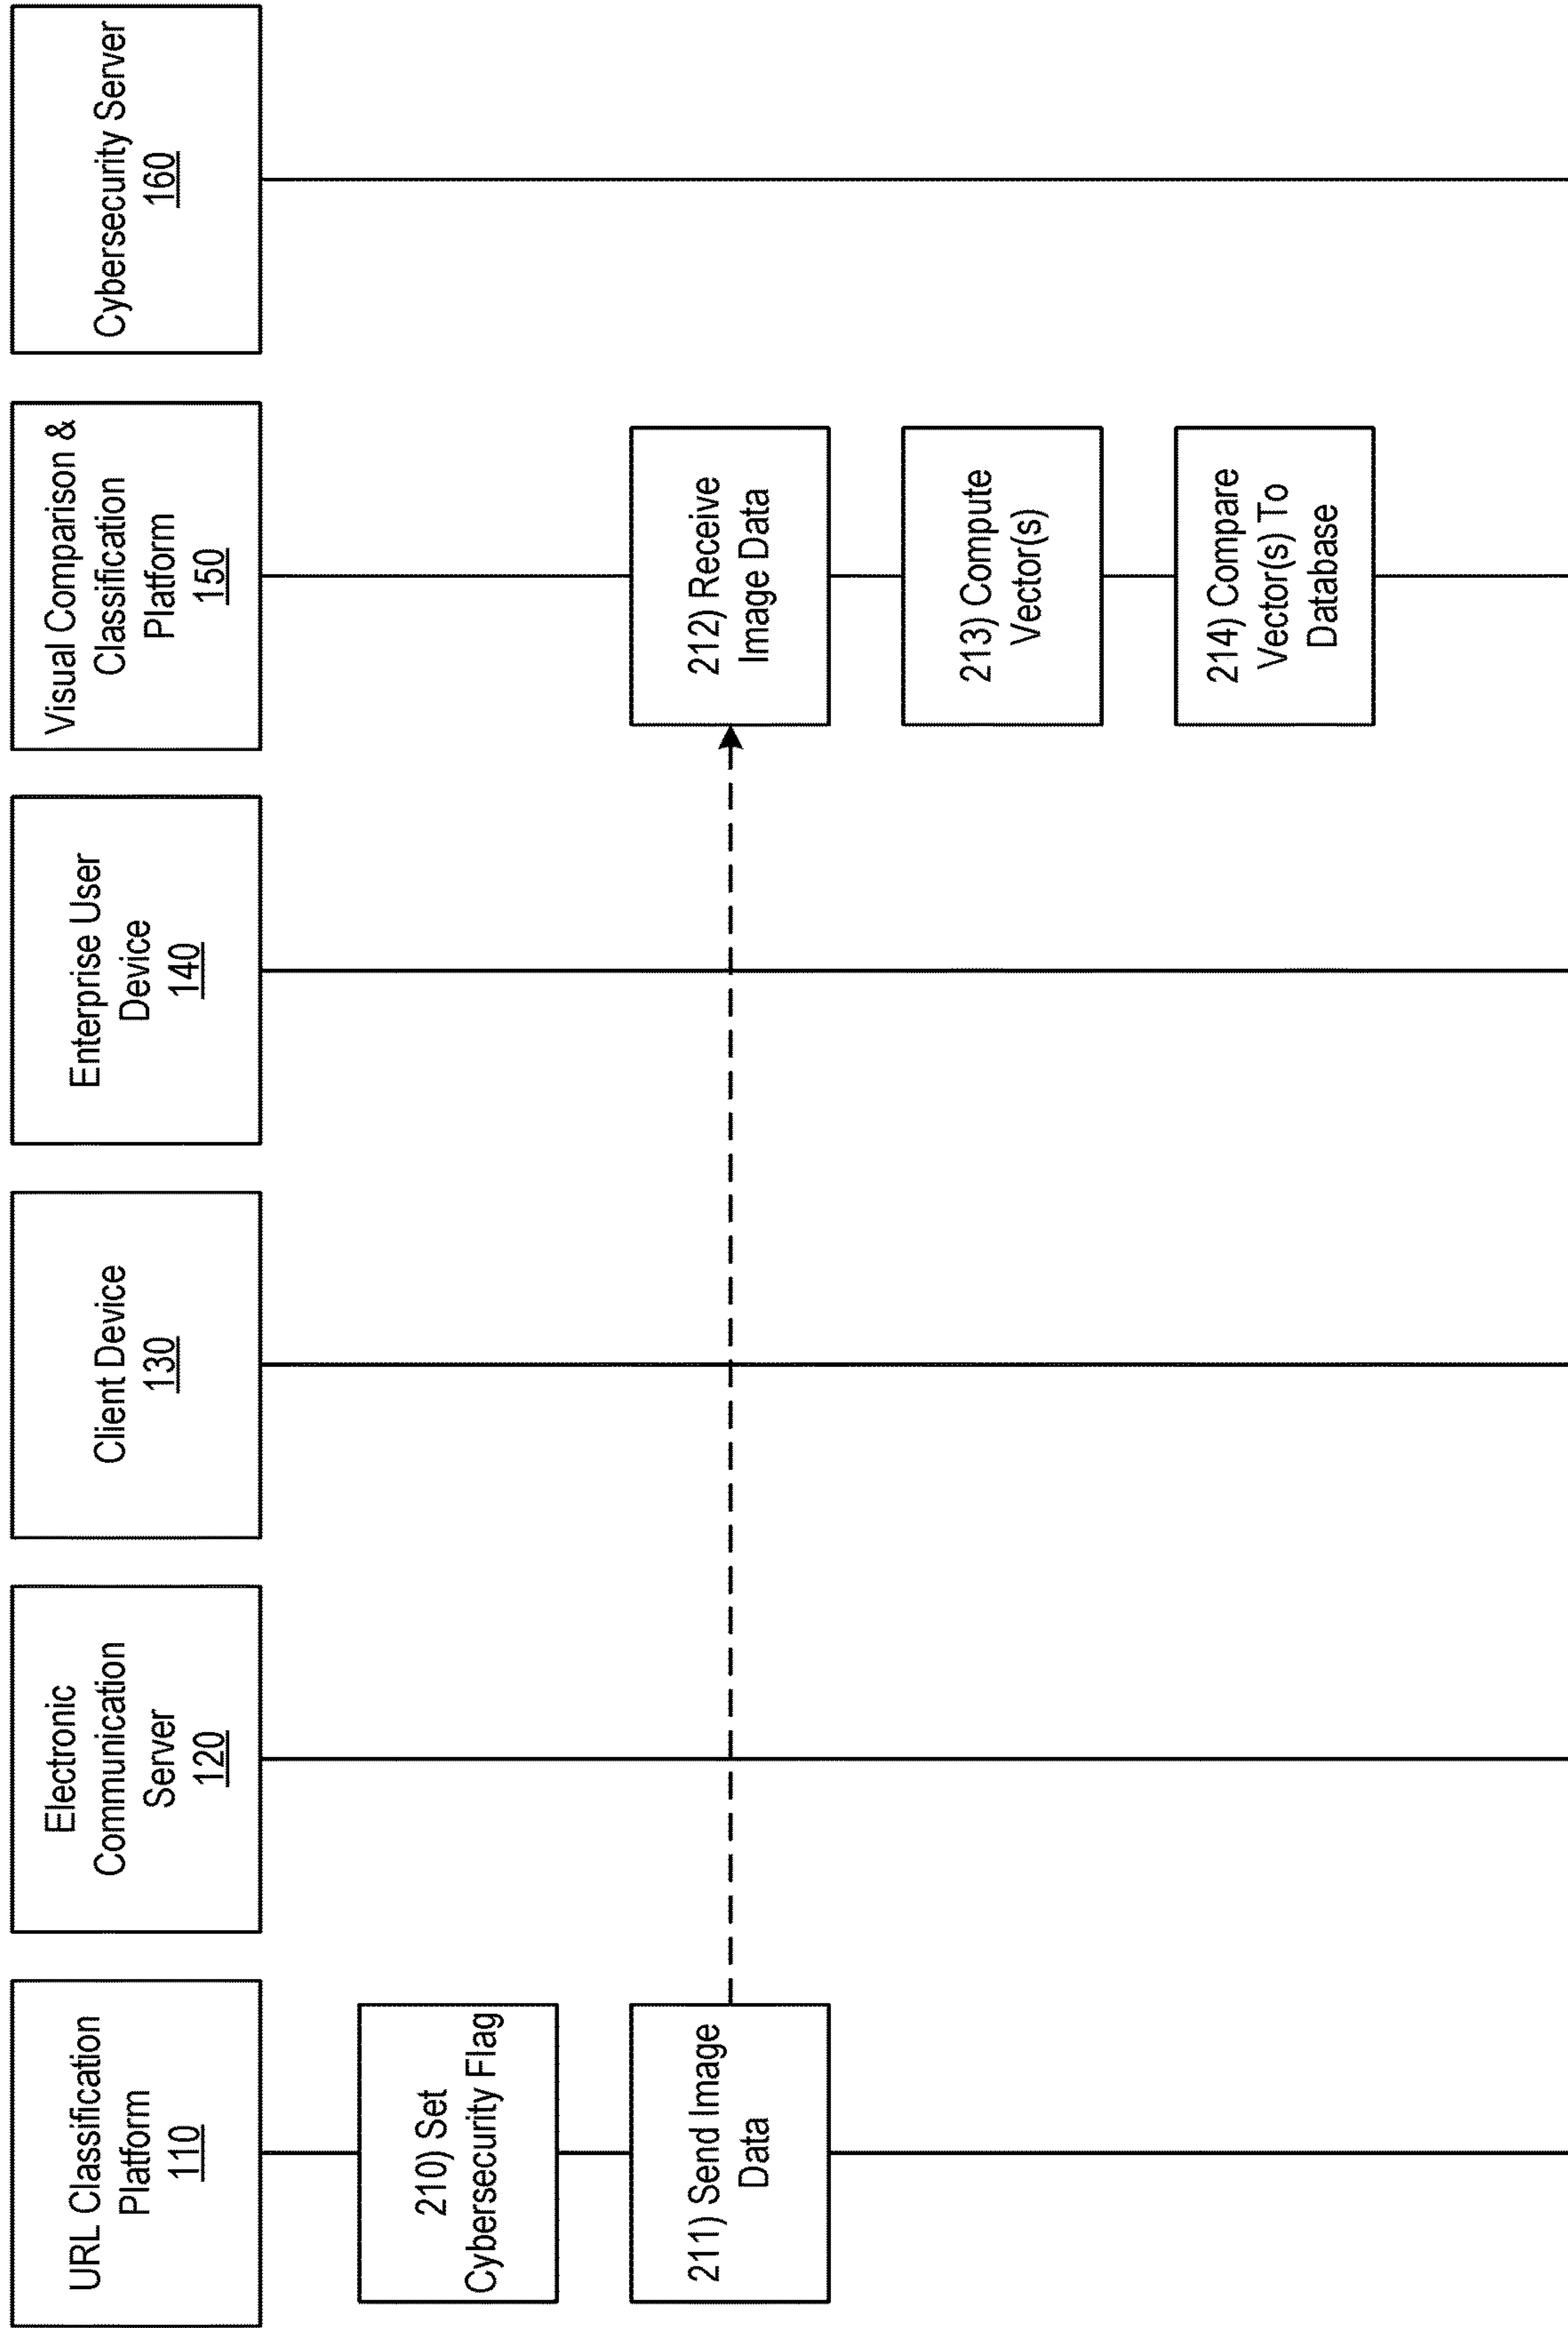 URL Classification
Platform
110
Electronic
Communication
Server
120
Client Device
130
Enterprise User
Device
140
Visual Comparison &
Classification
Platform
150
Cybersecurity Server
160
210) Set
Cybersecurity Flag
211) Send Image
Data
212) Receive
Image Data
213) Compute
Vector(s)
214) Compare
Vector(s) To
Database